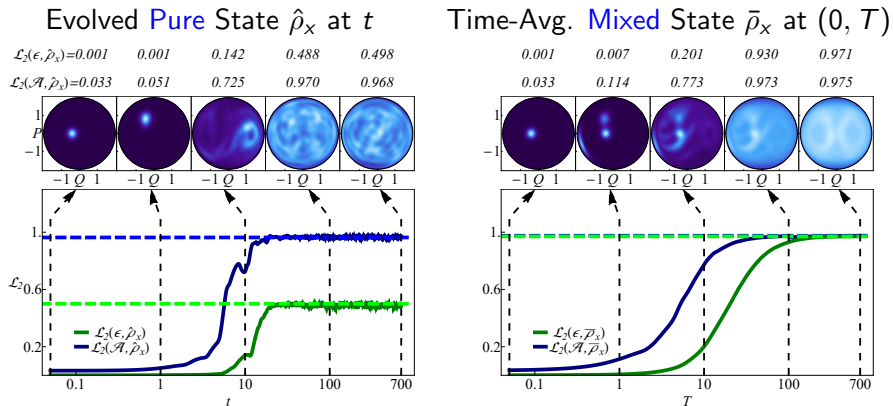 Evolved Pure State ρ̂ₓ at t
ℒ₂(ϵ,ρ̂ₓ)=0.001 0.001 0.142 0.488 0.498
ℒ₂(𝒜,ρ̂ₓ)=0.033 0.051 0.725 0.970 0.968
1
P
−1
−1 Q 1 −1 Q 1 −1 Q 1 −1 Q 1 −1 Q 1
1.
ℒ₂ 0.6
0.2
ℒ₂(ϵ,ρ̂ₓ)
ℒ₂(𝒜,ρ̂ₓ)
0.1 1 10 100 700
t
Time-Avg. Mixed State ρ̄ₓ at (0, T)
0.001 0.007 0.201 0.930 0.971
0.033 0.114 0.773 0.973 0.975
1
−1
−1 Q 1 −1 Q 1 −1 Q 1 −1 Q 1 −1 Q 1
1.
0.6
0.2
ℒ₂(ϵ,ρ̄ₓ)
ℒ₂(𝒜,ρ̄ₓ)
0.1 1 10 100 700
T